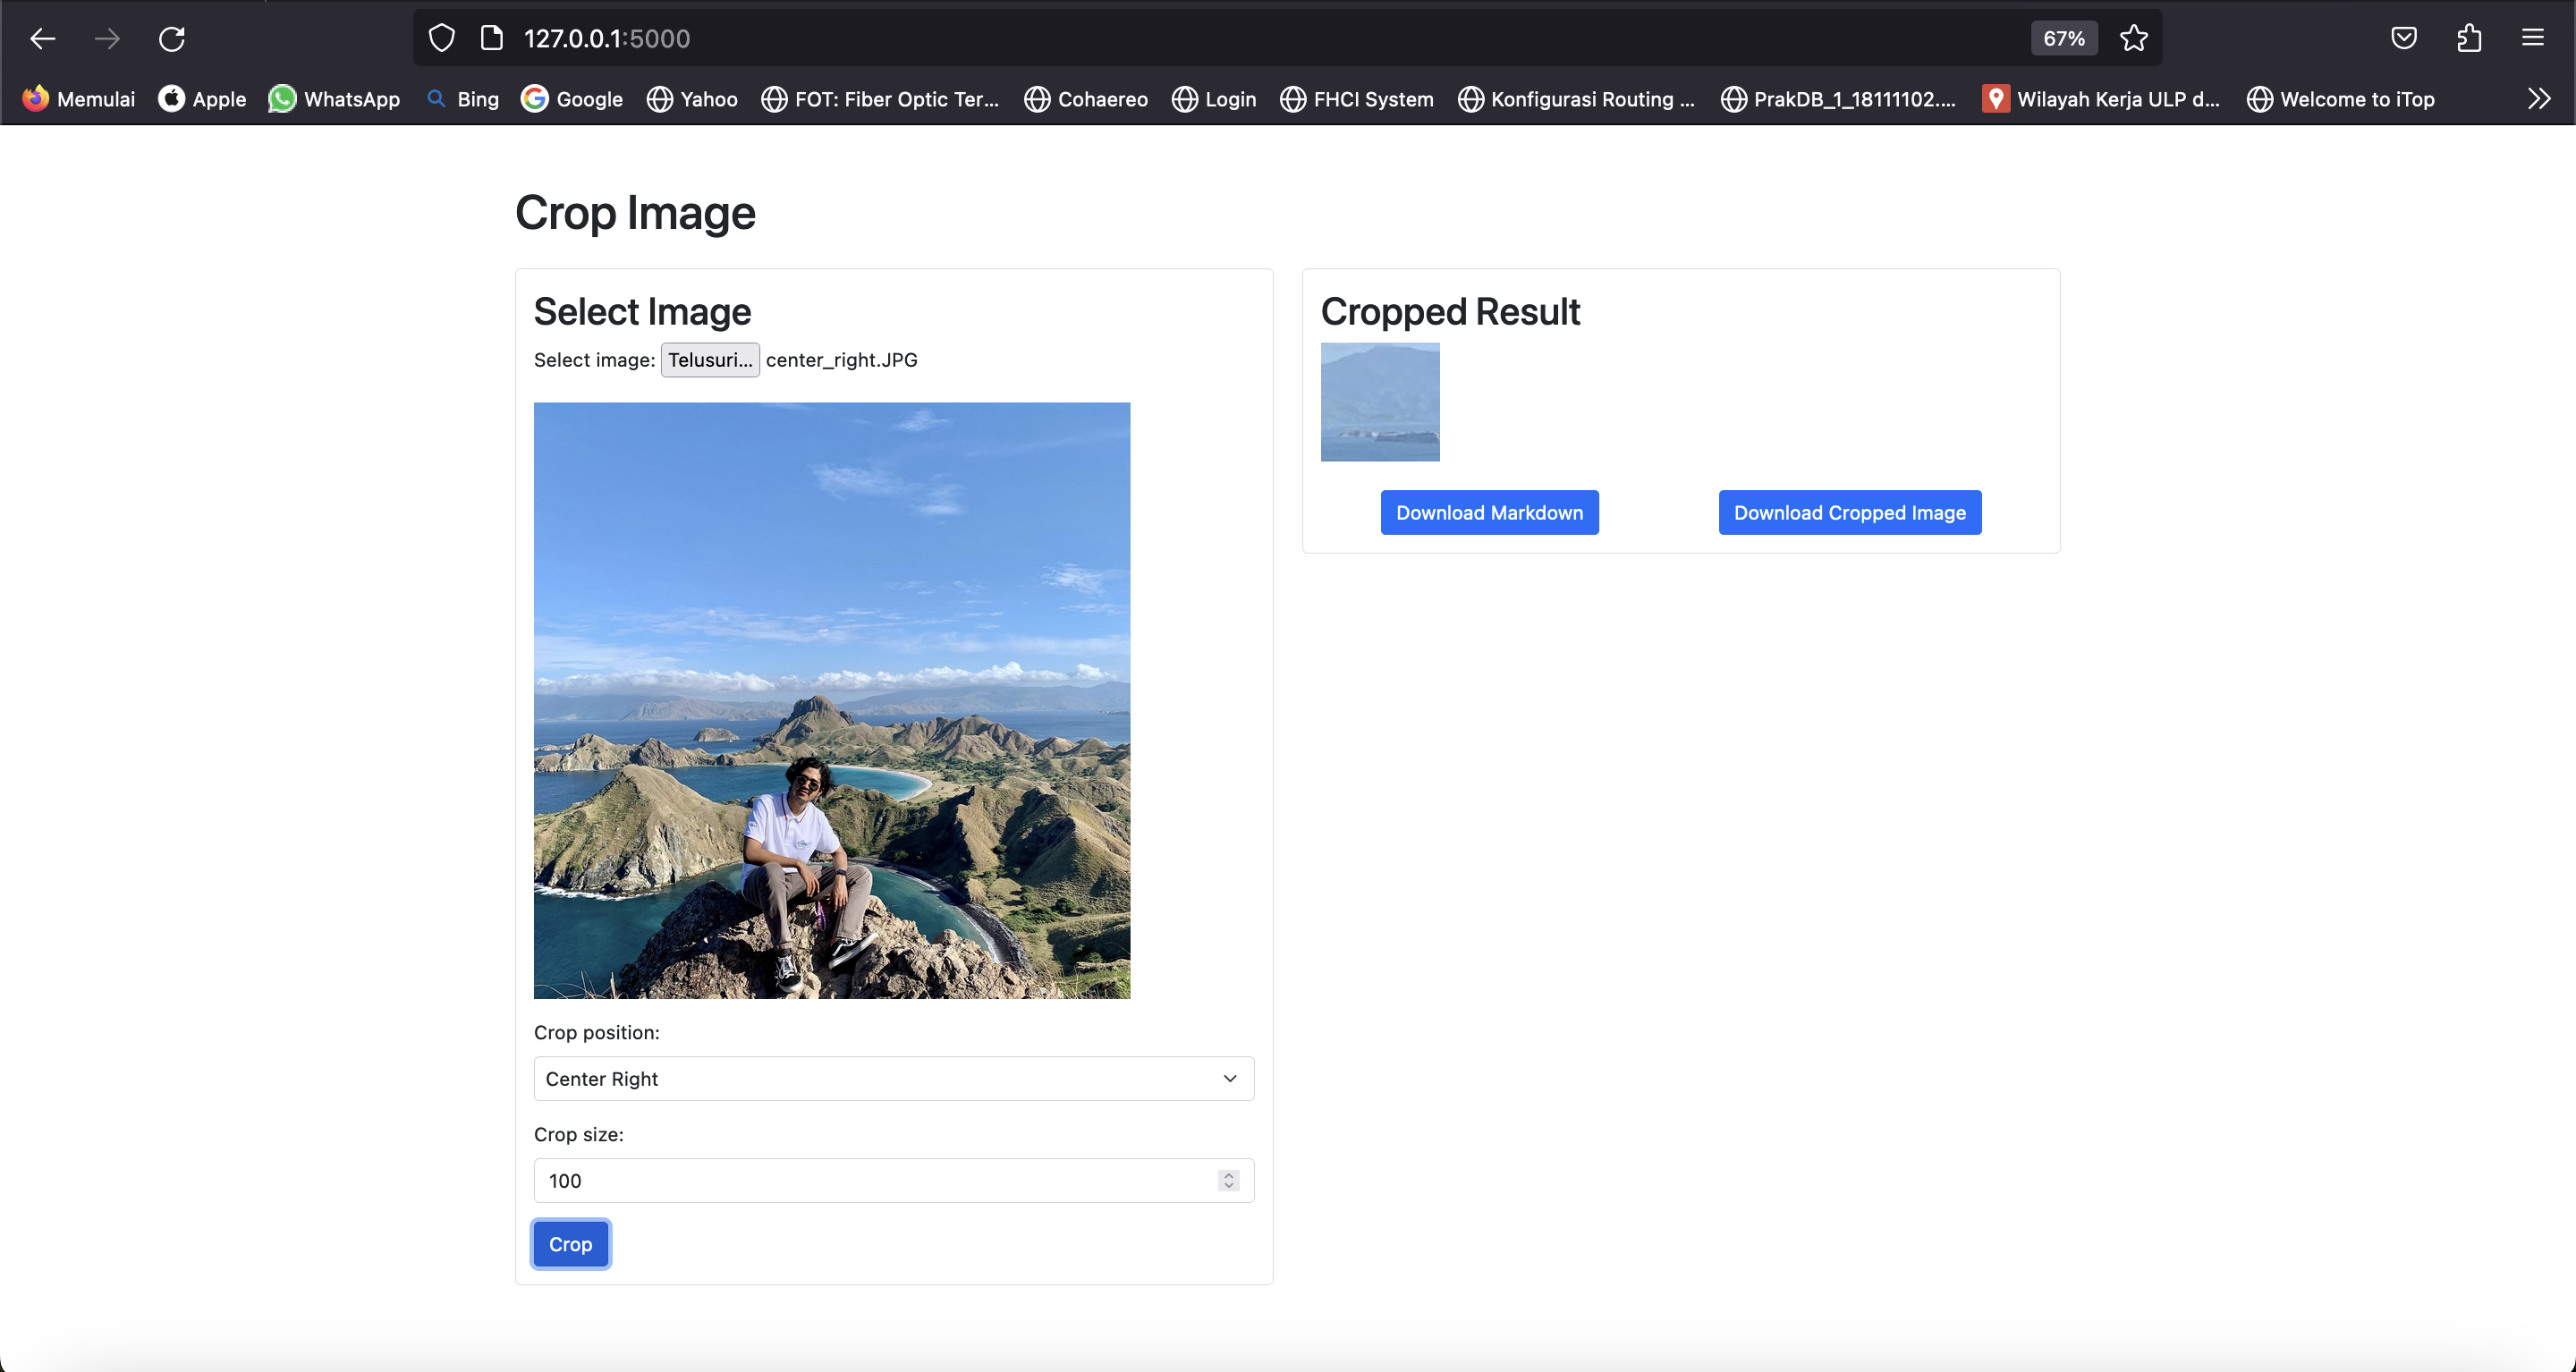 127.0.0.1:5000
67%
Memulai
Apple
WhatsApp
Bing
Google
Yahoo
FOT: Fiber Optic Ter...
Cohaereo
Login
FHCI System
Konfigurasi Routing ...
PrakDB_1_18111102....
Wilayah Kerja ULP d...
Welcome to iTop
Crop Image
Select Image
Select image: Telusuri... center_right.JPG
Crop position:
Center Right
Crop size:
100
Crop
Cropped Result
Download Markdown
Download Cropped Image